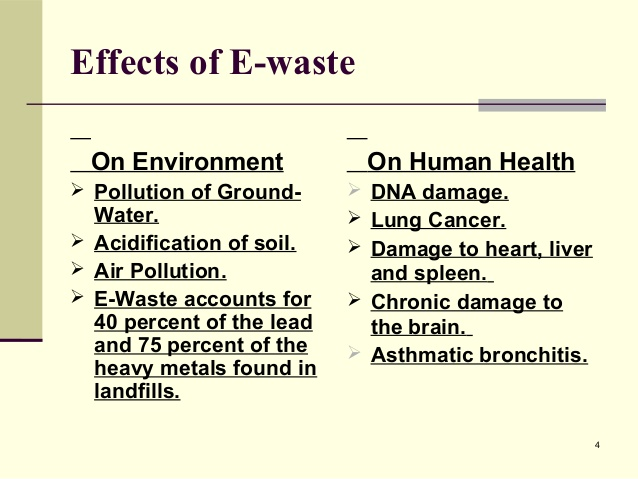 Effects of E-waste
On Environment
➢ Pollution of Ground-
Water.
➢ Acidification of soil.
➢ Air Pollution.
➢ E-Waste accounts for
40 percent of the lead
and 75 percent of the
heavy metals found in
landfills.
On Human Health
➢ DNA damage.
➢ Lung Cancer.
➢ Damage to heart, liver
and spleen.
➢ Chronic damage to
the brain.
➢ Asthmatic bronchitis.
4